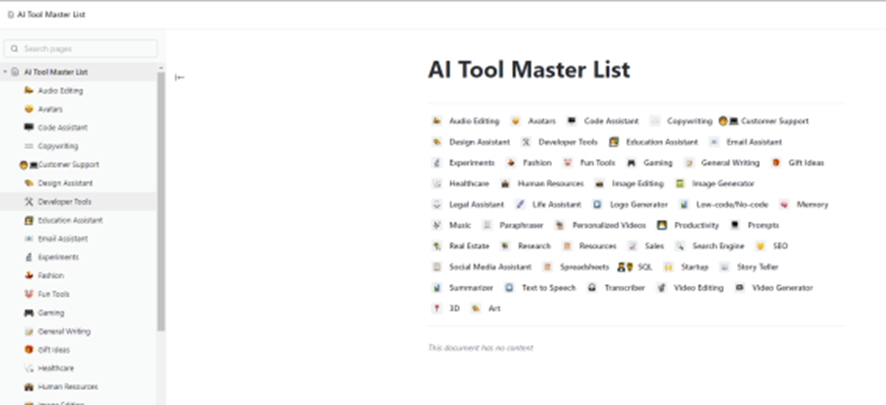 AI Tool Master List
Search pages
AI Tool Master List
Audio Editing
Avatars
Code Assistant
Copywriting
Customer Support
Design Assistant
Developer Tools
Education Assistant
Email Assistant
Experiments
Fashion
Fun Tools
Gaming
General Writing
Gift Ideas
Healthcare
Human Resources
Image Editing
AI Tool Master List
Audio Editing Avatars Code Assistant Copywriting Customer Support
Design Assistant Developer Tools Education Assistant Email Assistant
Experiments Fashion Fun Tools Gaming General Writing Gift Ideas
Healthcare Human Resources Image Editing Image Generator
Legal Assistant Life Assistant Logo Generator Low-code/No-code Memory
Music Paraphraser Personalized Videos Productivity Prompts
Real Estate Research Resources Sales Search Engine SEO
Social Media Assistant Spreadsheets SQL Startup Story Teller
Summarizer Text to Speech Transcriber Video Editing Video Generator
3D Art
This document has no content